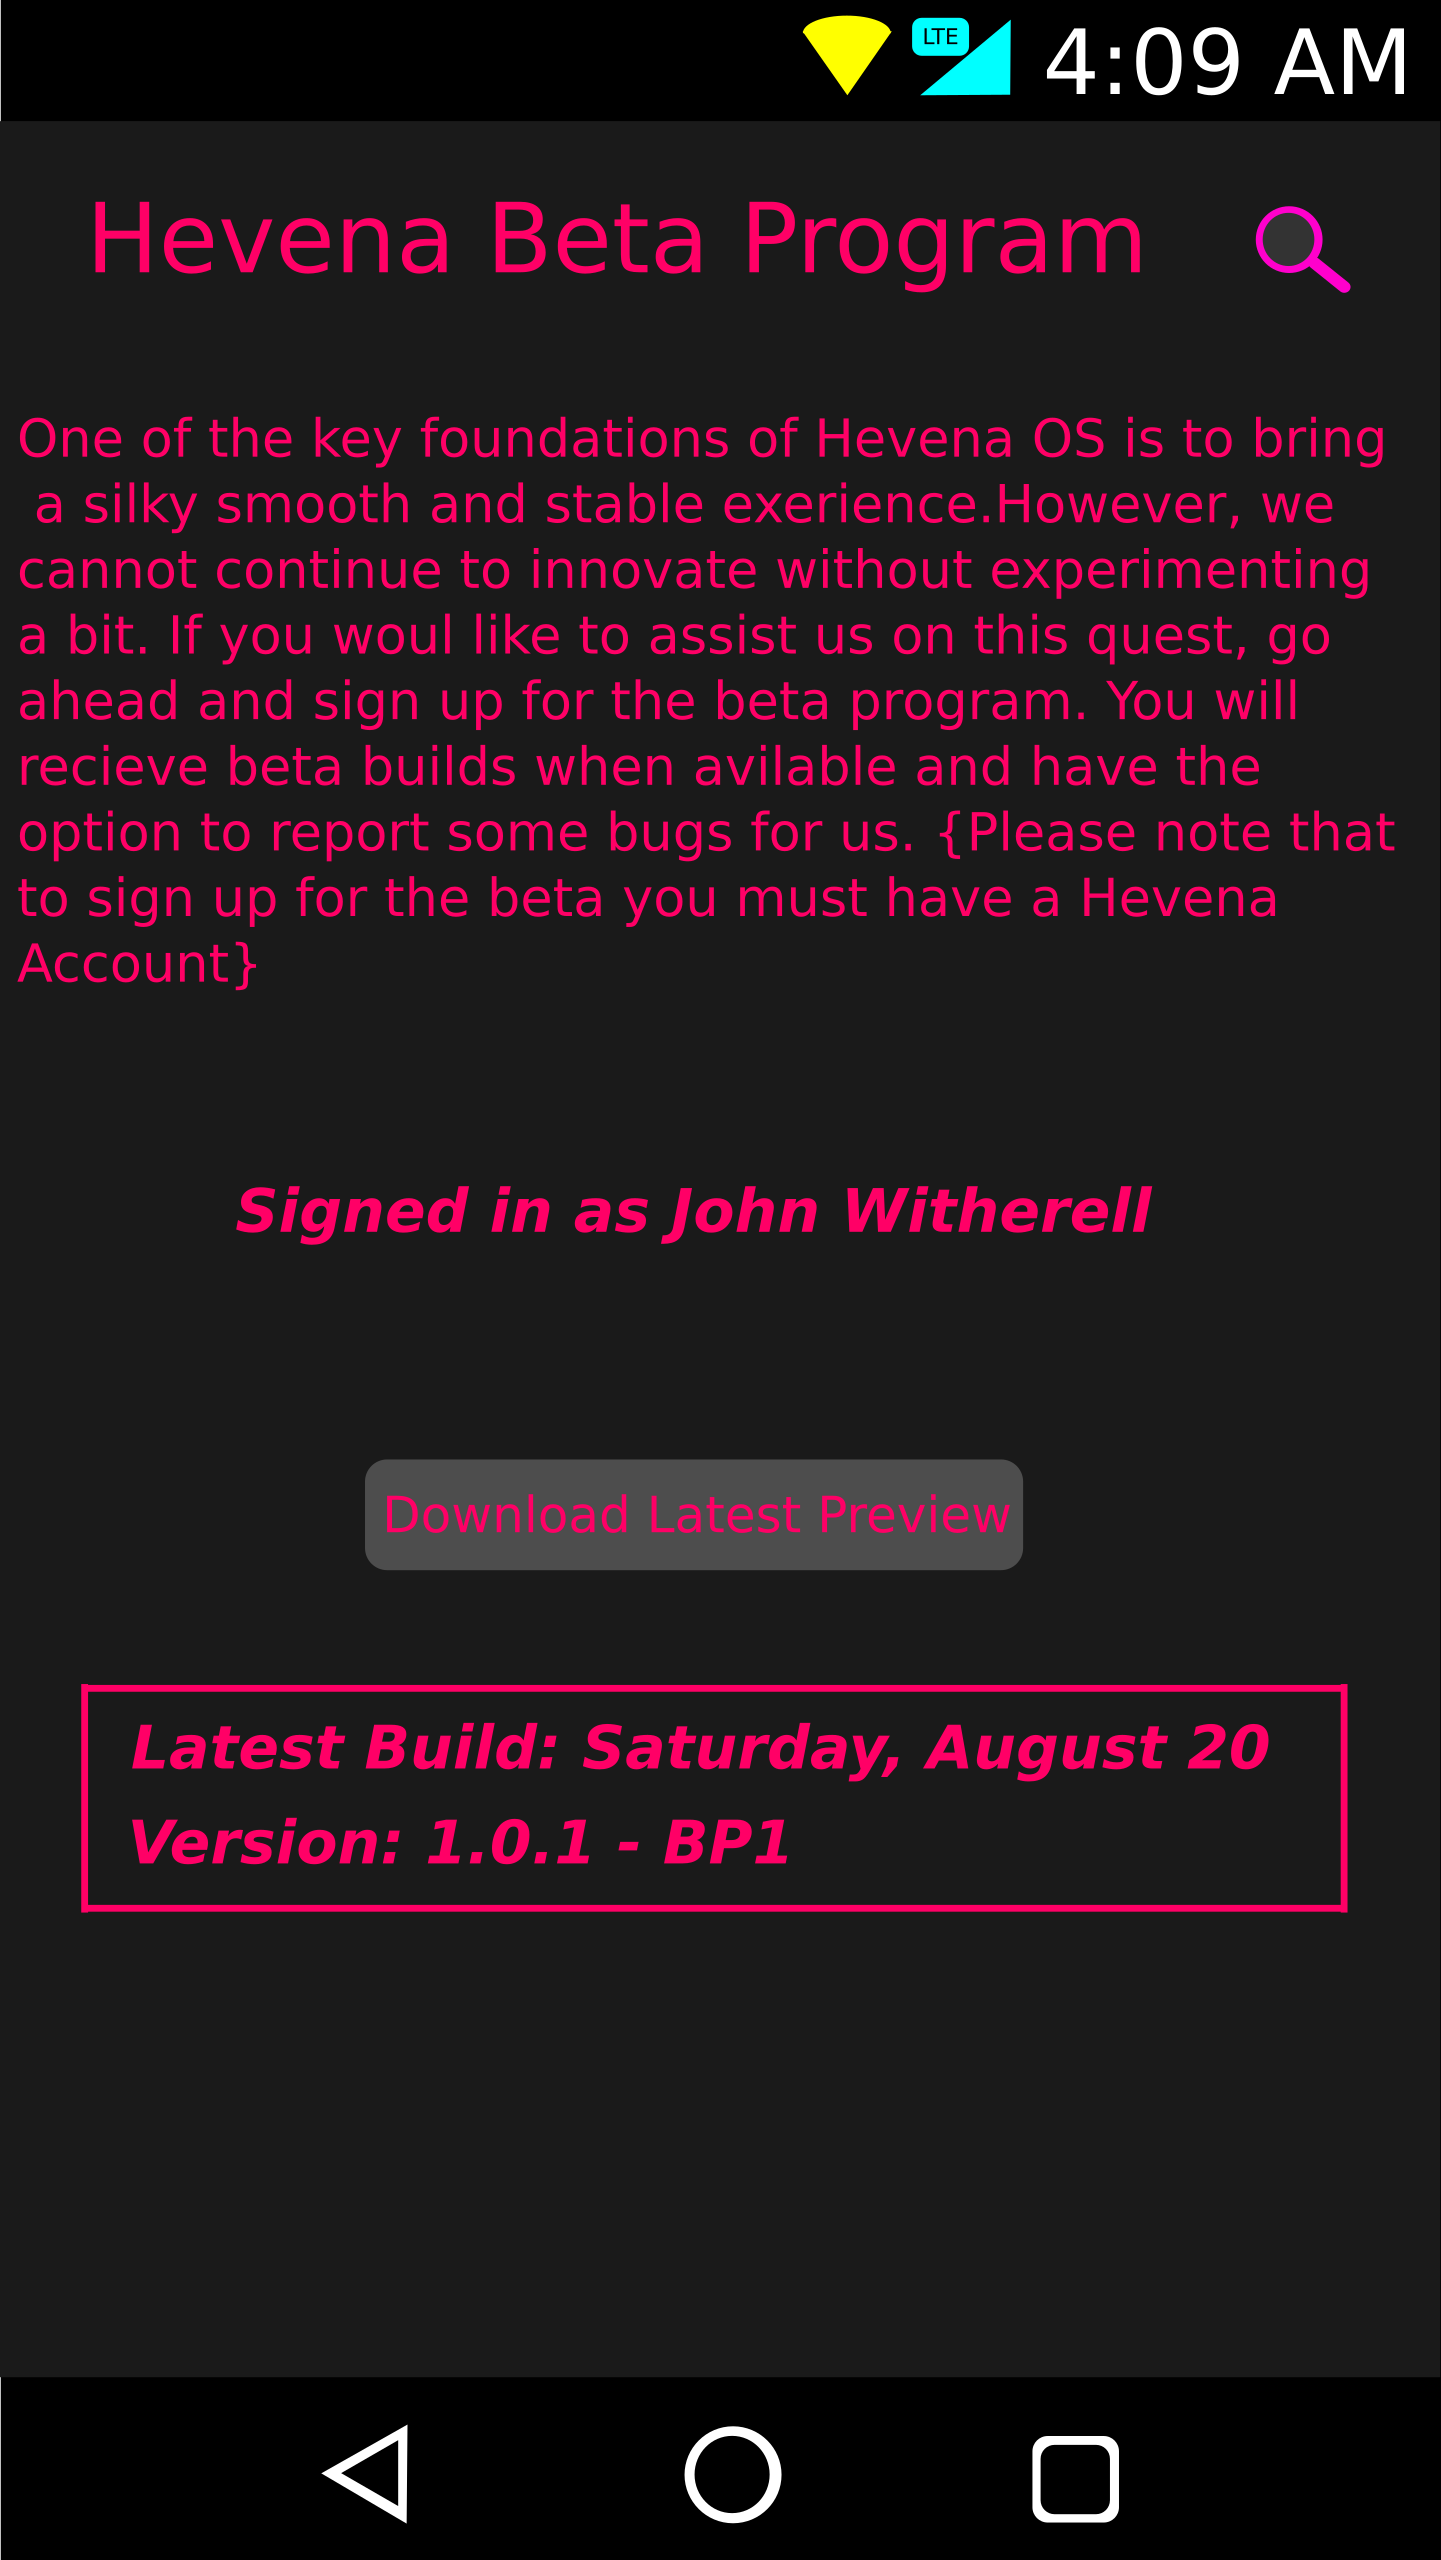 LTE 4:09 AM
Hevena Beta Program
One of the key foundations of Hevena OS is to bring
a silky smooth and stable exerience.However, we
cannot continue to innovate without experimenting
a bit. If you woul like to assist us on this quest, go
ahead and sign up for the beta program. You will
recieve beta builds when avilable and have the
option to report some bugs for us. {Please note that
to sign up for the beta you must have a Hevena
Account}
Signed in as John Witherell
Download Latest Preview
Latest Build: Saturday, August 20
Version: 1.0.1 - BP1